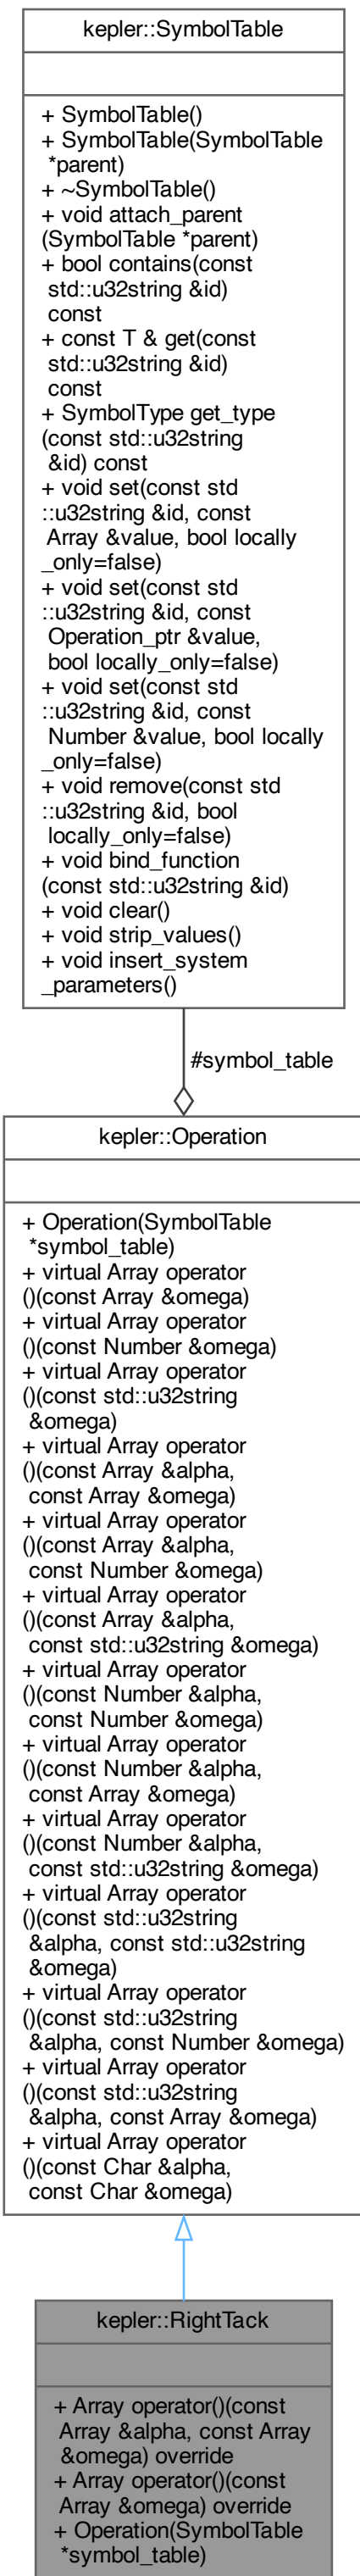 kepler::SymbolTable
+ SymbolTable()
+ SymbolTable(SymbolTable
*parent)
+ ~SymbolTable()
+ void attach_parent
(SymbolTable *parent)
+ bool contains(const
std::u32string &id)
const
+ const T & get(const
std::u32string &id)
const
+ SymbolType get_type
(const std::u32string
&id) const
+ void set(const std
::u32string &id, const
Array &value, bool locally
_only=false)
+ void set(const std
::u32string &id, const
Operation_ptr &value,
bool locally_only=false)
+ void set(const std
::u32string &id, const
Number &value, bool locally
_only=false)
+ void remove(const std
::u32string &id, bool
locally_only=false)
+ void bind_function
(const std::u32string &id)
+ void clear()
+ void strip_values()
+ void insert_system
_parameters()
#symbol_table
kepler::Operation
+ Operation(SymbolTable
*symbol_table)
+ virtual Array operator
()(const Array &omega)
+ virtual Array operator
()(const Number &omega)
+ virtual Array operator
()(const std::u32string
&omega)
+ virtual Array operator
()(const Array &alpha,
const Array &omega)
+ virtual Array operator
()(const Array &alpha,
const Number &omega)
+ virtual Array operator
()(const Array &alpha,
const std::u32string &omega)
+ virtual Array operator
()(const Number &alpha,
const Number &omega)
+ virtual Array operator
()(const Number &alpha,
const Array &omega)
+ virtual Array operator
()(const Number &alpha,
const std::u32string &omega)
+ virtual Array operator
()(const std::u32string
&alpha, const std::u32string
&omega)
+ virtual Array operator
()(const std::u32string
&alpha, const Number &omega)
+ virtual Array operator
()(const std::u32string
&alpha, const Array &omega)
+ virtual Array operator
()(const Char &alpha,
const Char &omega)
kepler::RightTack
+ Array operator()(const
Array &alpha, const Array
&omega) override
+ Array operator()(const
Array &omega) override
+ Operation(SymbolTable
*symbol_table)